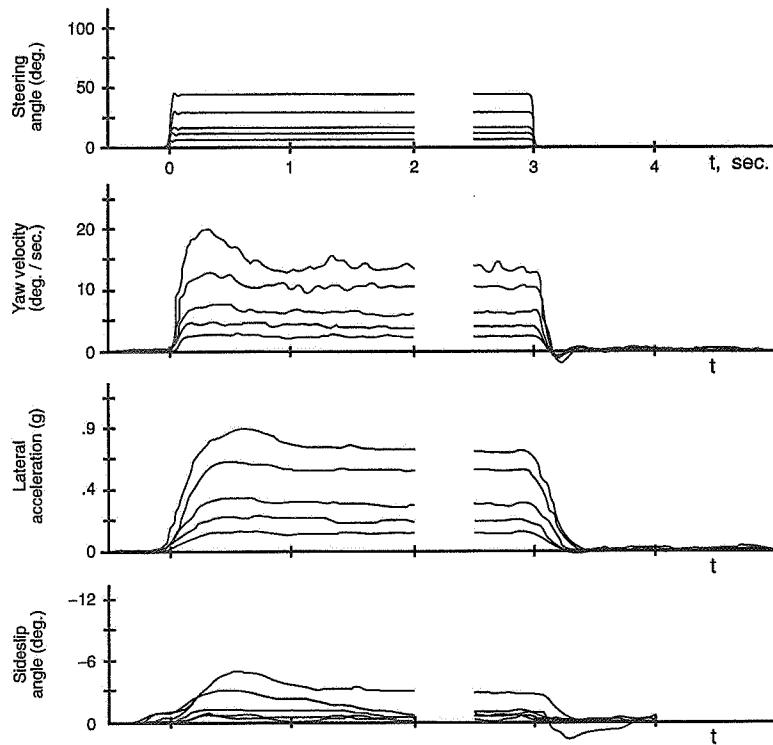 Steering
angle (deg.)
100
50
0
0 1 2 3 4 t, sec.
Yaw velocity
(deg. / sec.)
20
10
0
t
Lateral
acceleration (g)
.9
.4
0
t
Sideslip
angle (deg.)
−12
−6
0
t